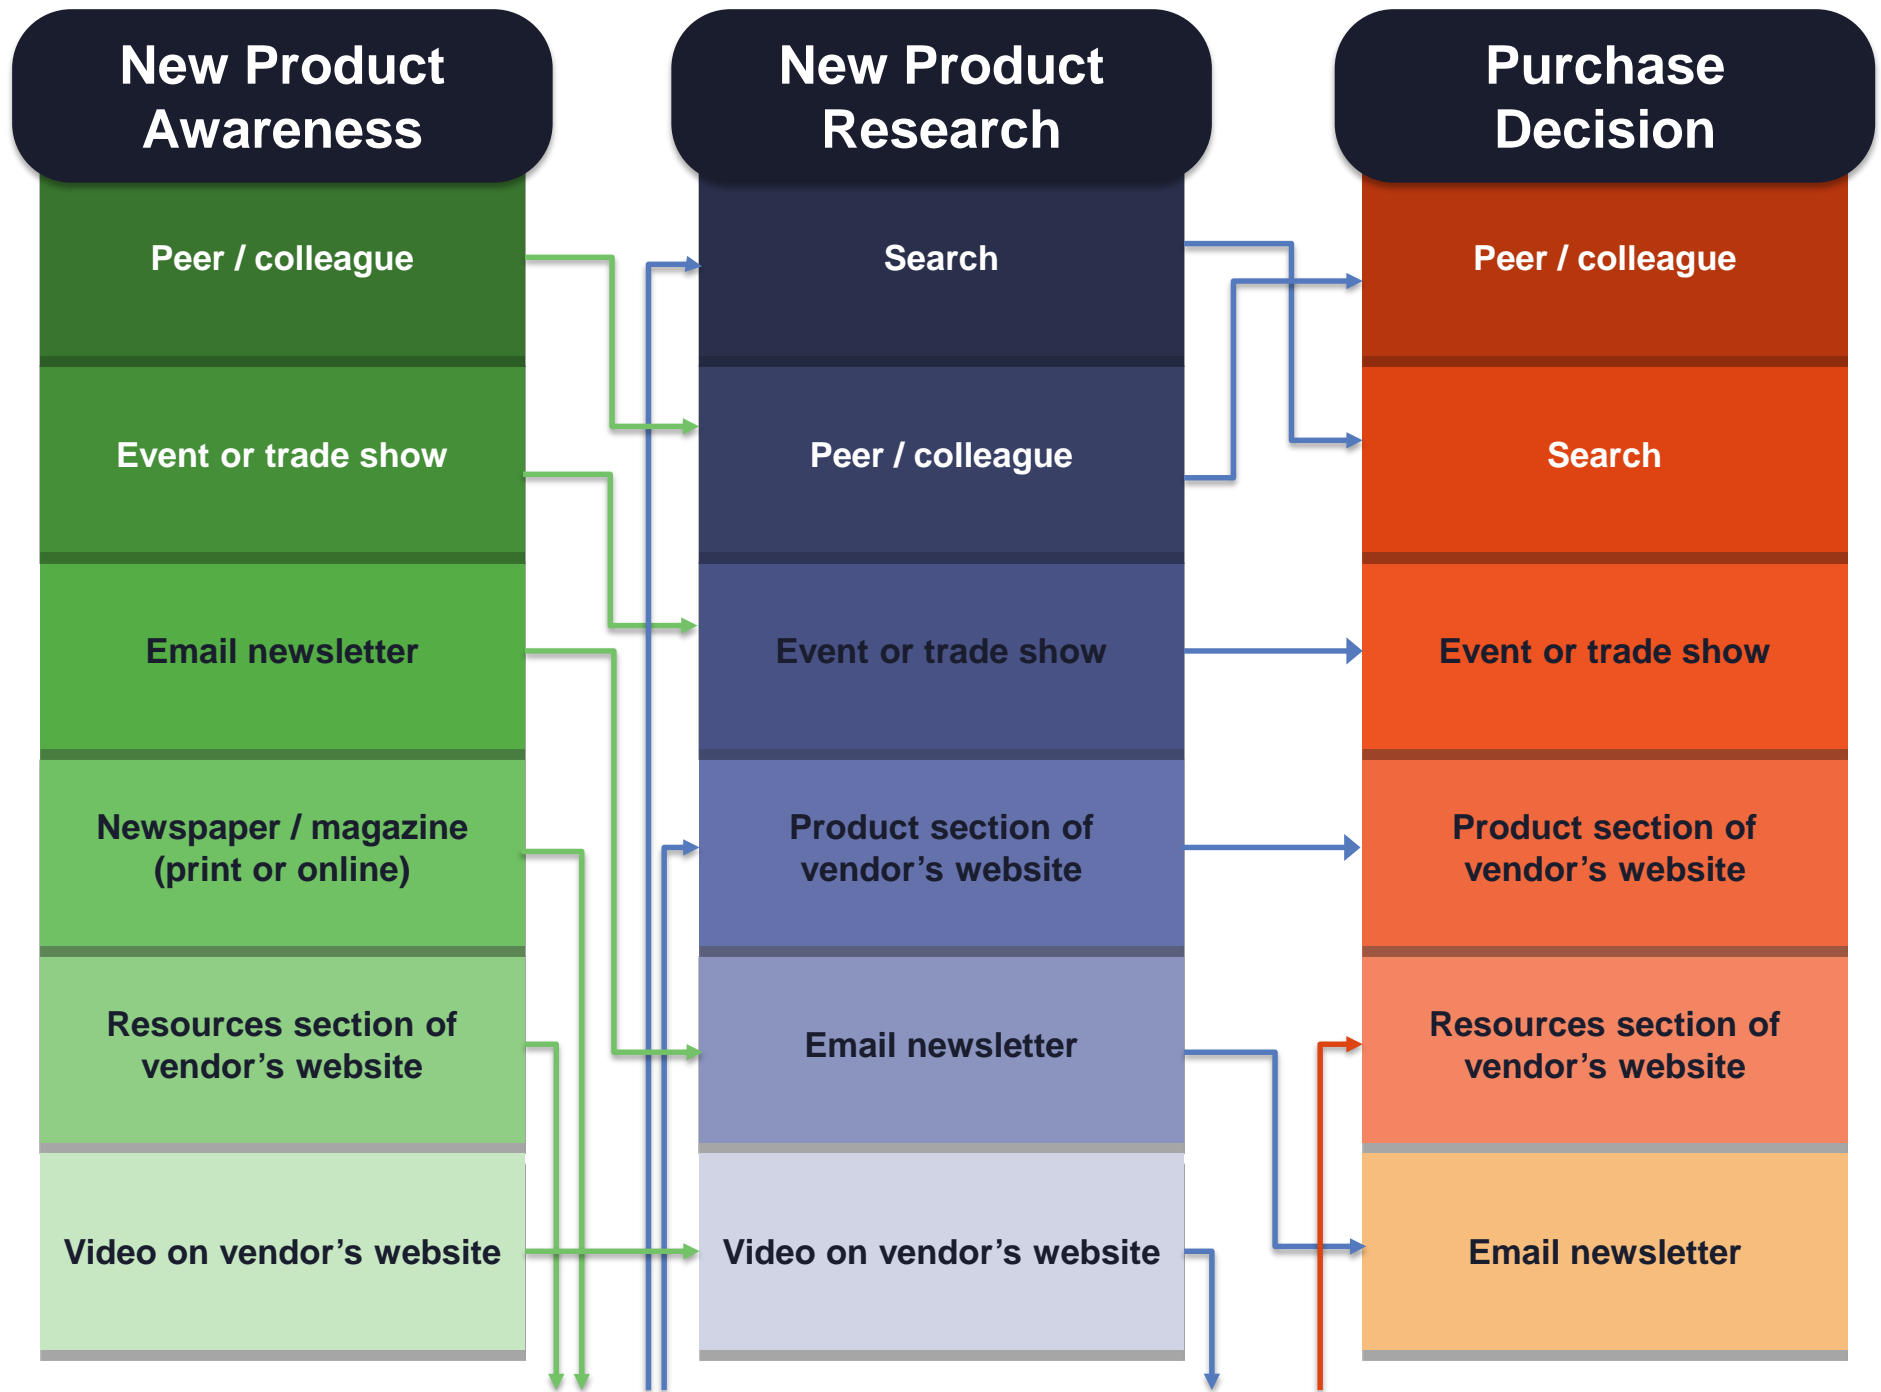 New Product
Awareness
Peer / colleague
Event or trade show
Email newsletter
Newspaper / magazine
(print or online)
Resources section of
vendor’s website
Video on vendor’s website
New Product
Research
Search
Peer / colleague
Event or trade show
Product section of
vendor’s website
Email newsletter
Video on vendor’s website
Purchase
Decision
Peer / colleague
Search
Event or trade show
Product section of
vendor’s website
Resources section of
vendor’s website
Email newsletter